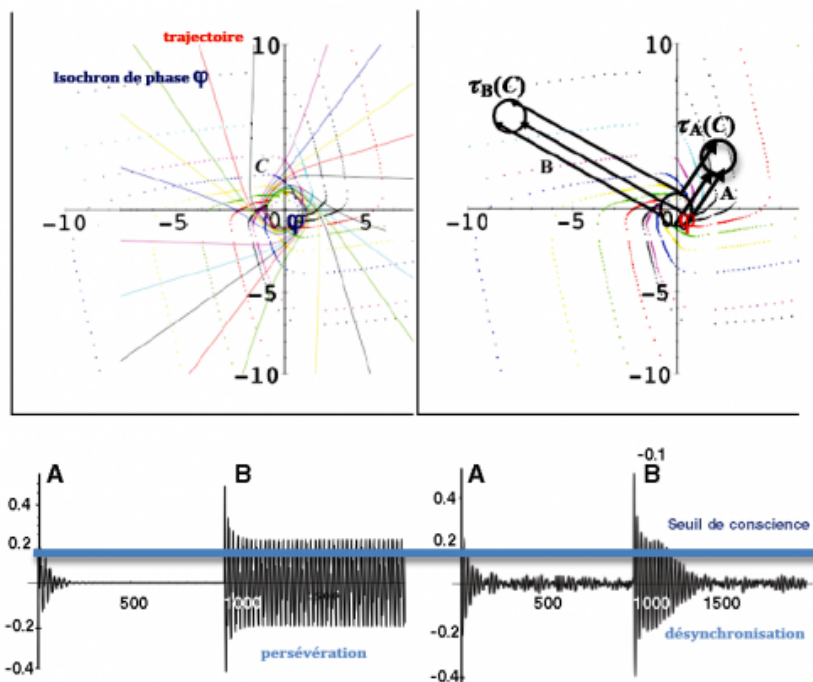 trajectoire
10
Isochron de phase φ
C
-10
-5
φ
5
-5
-10
10
τB(C)
τA(C)
B
A
-10
-5
0
-5
-10
A
B
0.4
0.2
500
1000
-0.2
persévération
-0.4
-0.1
A
B
0.4
Seuil de conscience
0.2
500
1000
1500
-0.2
désynchronisation
-0.4